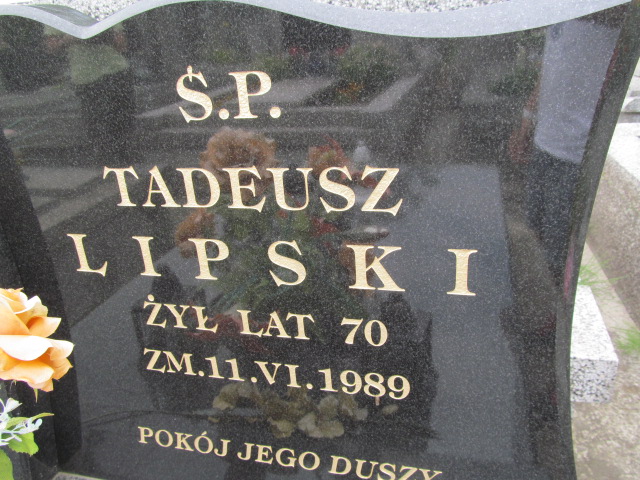 Ś.P.
TADEUSZ
LIPSKI
ŻYŁ LAT 70
ZM.11.VI.1989
POKÓJ JEGO DUSZY